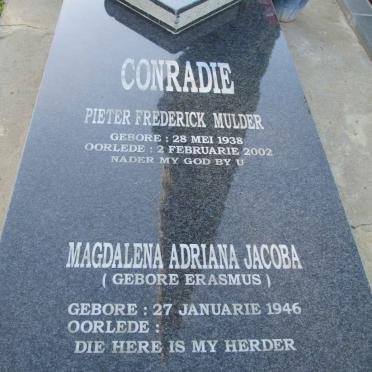 CONRADIE
PIETER FREDERICK MULDER
GEBORE : 28 MEI 1938
OORLEDE : 2 FEBRUARIE 2002
NADER MY GOD BY U
MAGDALENA ADRIANA JACOBA
( GEBORE ERASMUS )
GEBORE : 27 JANUARIE 1946
OORLEDE :
DIE HERE IS MY HERDER